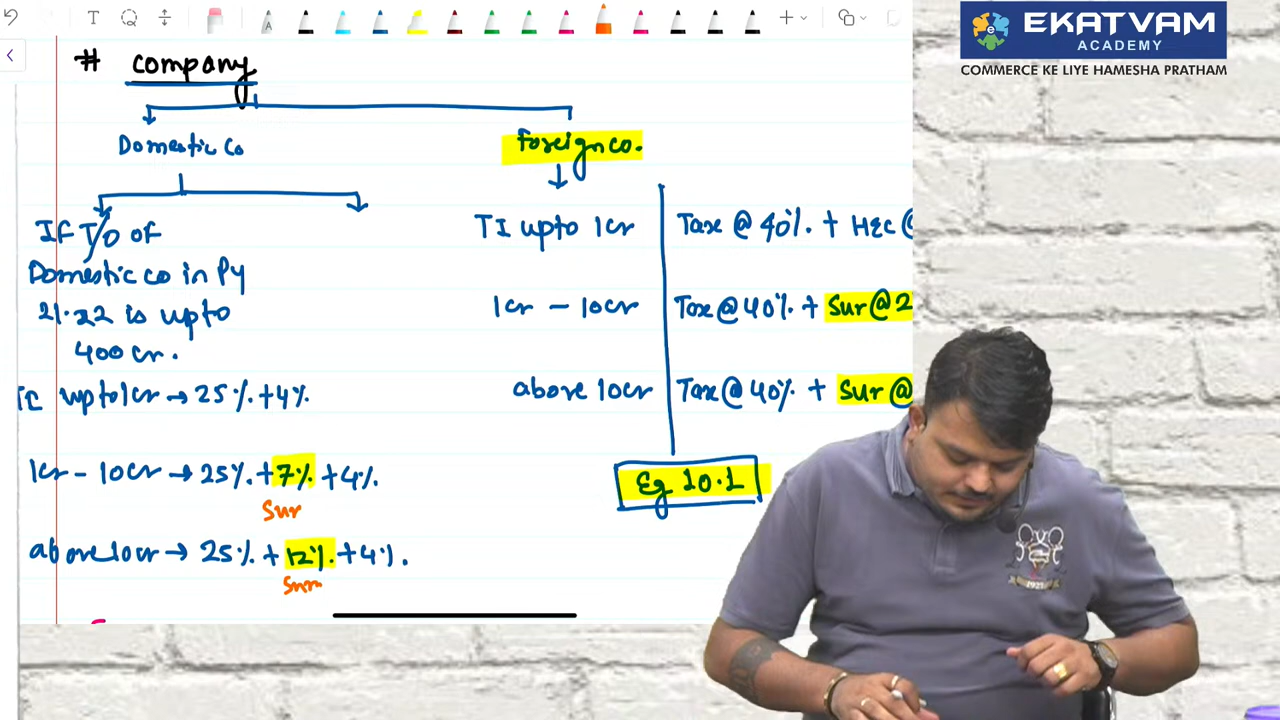 EKATVAM
ACADEMY
COMMERCE KE LIYE HAMESHA PRATHAM
# company
Domestic Co
Foreign co.
If T/O of
Domestic co in Py
21-22 is upto
400 cr.
upto 1cr → 25% + 4%
1cr - 10cr → 25% + 7% + 4%
Sur
above 10cr → 25% + 12% + 4%.
Sur
TI upto 1cr
Tax @ 40% + H&C @
1cr - 10cr
Tax @ 40% + Sur @ 2
above 10cr
Tax @ 40% + Sur @
Eg 10.1